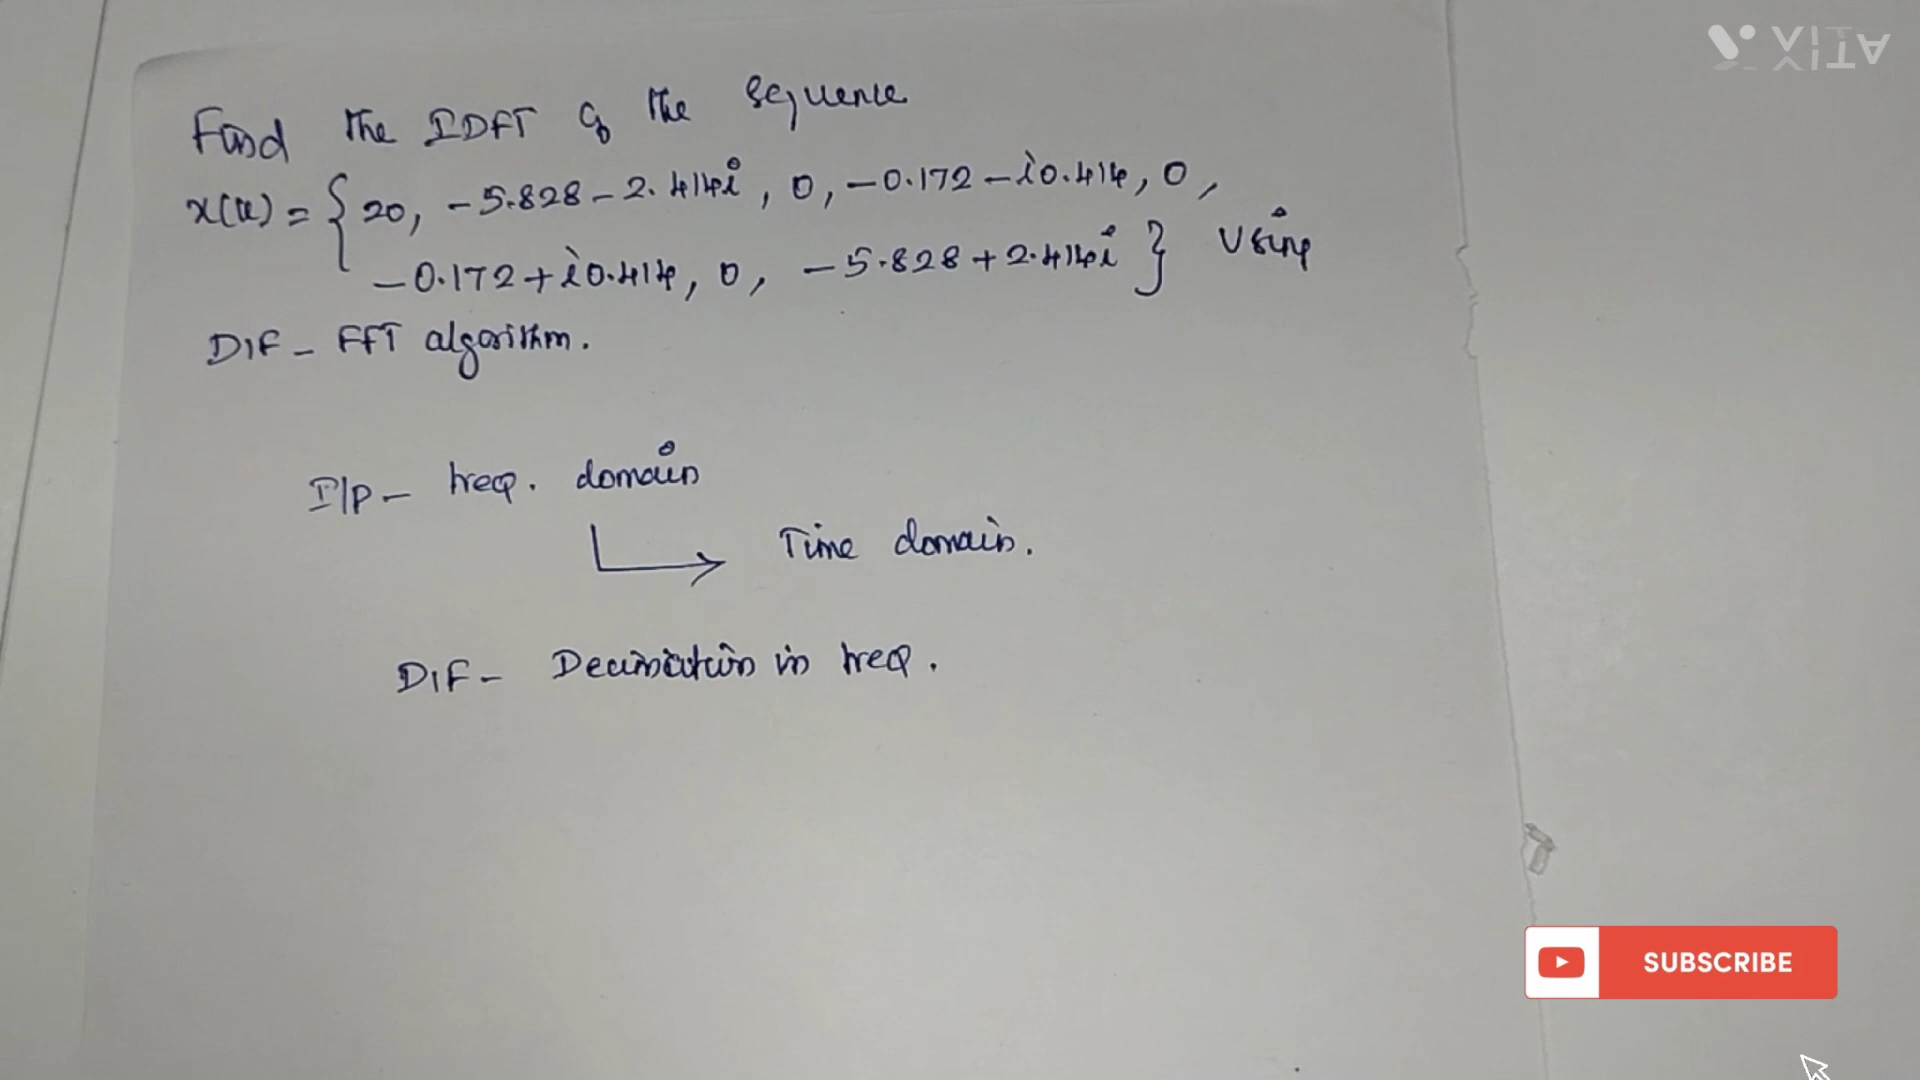 VITA
Find the IDFT of the sequence
x(k) = { 20, -5.828 - 2.414i, 0, -0.172 - i0.414, 0,
-0.172 + i0.414, 0, -5.828 + 2.414i } Using
DIF - FFT algorithm.
I/P - freq. domain
Time domain.
DIF - Decimation in freq.
SUBSCRIBE